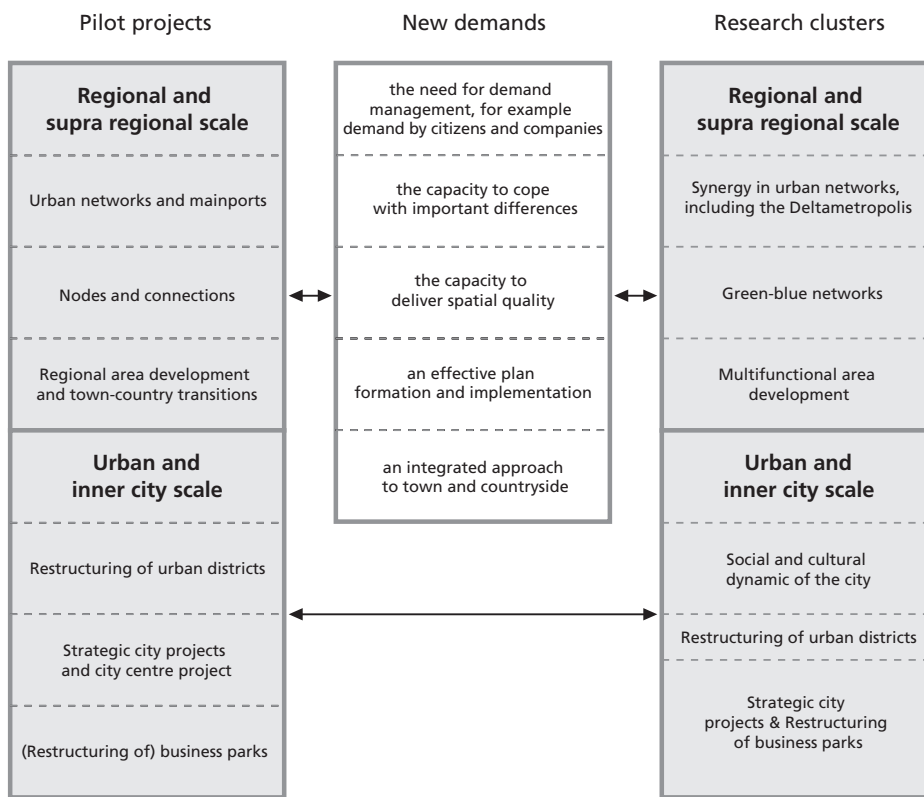 Pilot projects
New demands
Research clusters
Regional and
supra regional scale
Urban networks and mainports
Nodes and connections
Regional area development
and town-country transitions
Urban and
inner city scale
Restructuring of urban districts
Strategic city projects
and city centre project
(Restructuring of) business parks
the need for demand
management, for example
demand by citizens and companies
the capacity to cope
with important differences
the capacity to
deliver spatial quality
an effective plan
formation and implementation
an integrated approach
to town and countryside
Regional and
supra regional scale
Synergy in urban networks,
including the Deltametropolis
Green-blue networks
Multifunctional area
development
Urban and
inner city scale
Social and cultural
dynamic of the city
Restructuring of urban districts
Strategic city
projects & Restructuring
of business parks